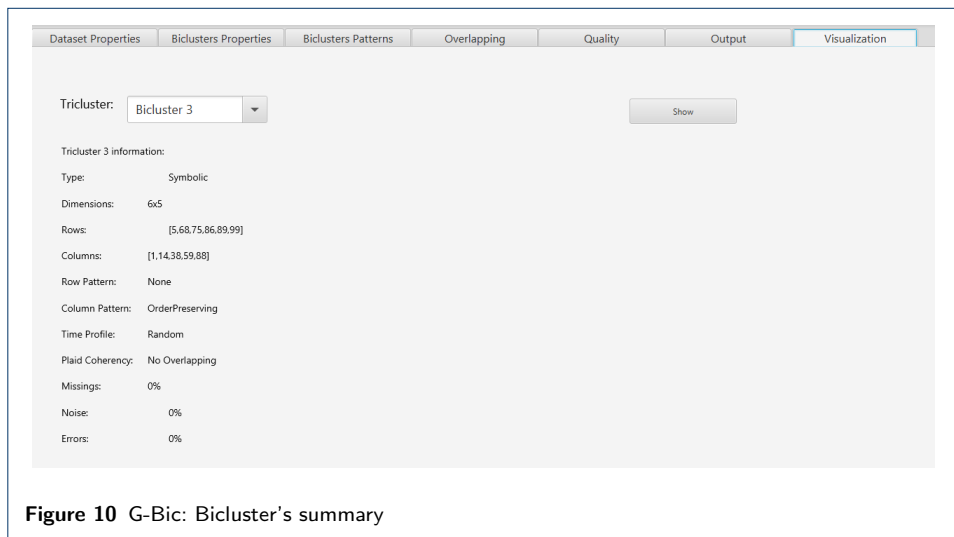 Dataset Properties Biclusters Properties Biclusters Patterns Overlapping Quality Output Visualization
Tricluster: Bicluster 3 Show
Tricluster 3 information:
Type: Symbolic
Dimensions: 6x5
Rows: [5,68,75,86,89,99]
Columns: [1,14,38,59,88]
Row Pattern: None
Column Pattern: OrderPreserving
Time Profile: Random
Plaid Coherency: No Overlapping
Missings: 0%
Noise: 0%
Errors: 0%
Figure 10 G-Bic: Bicluster's summary